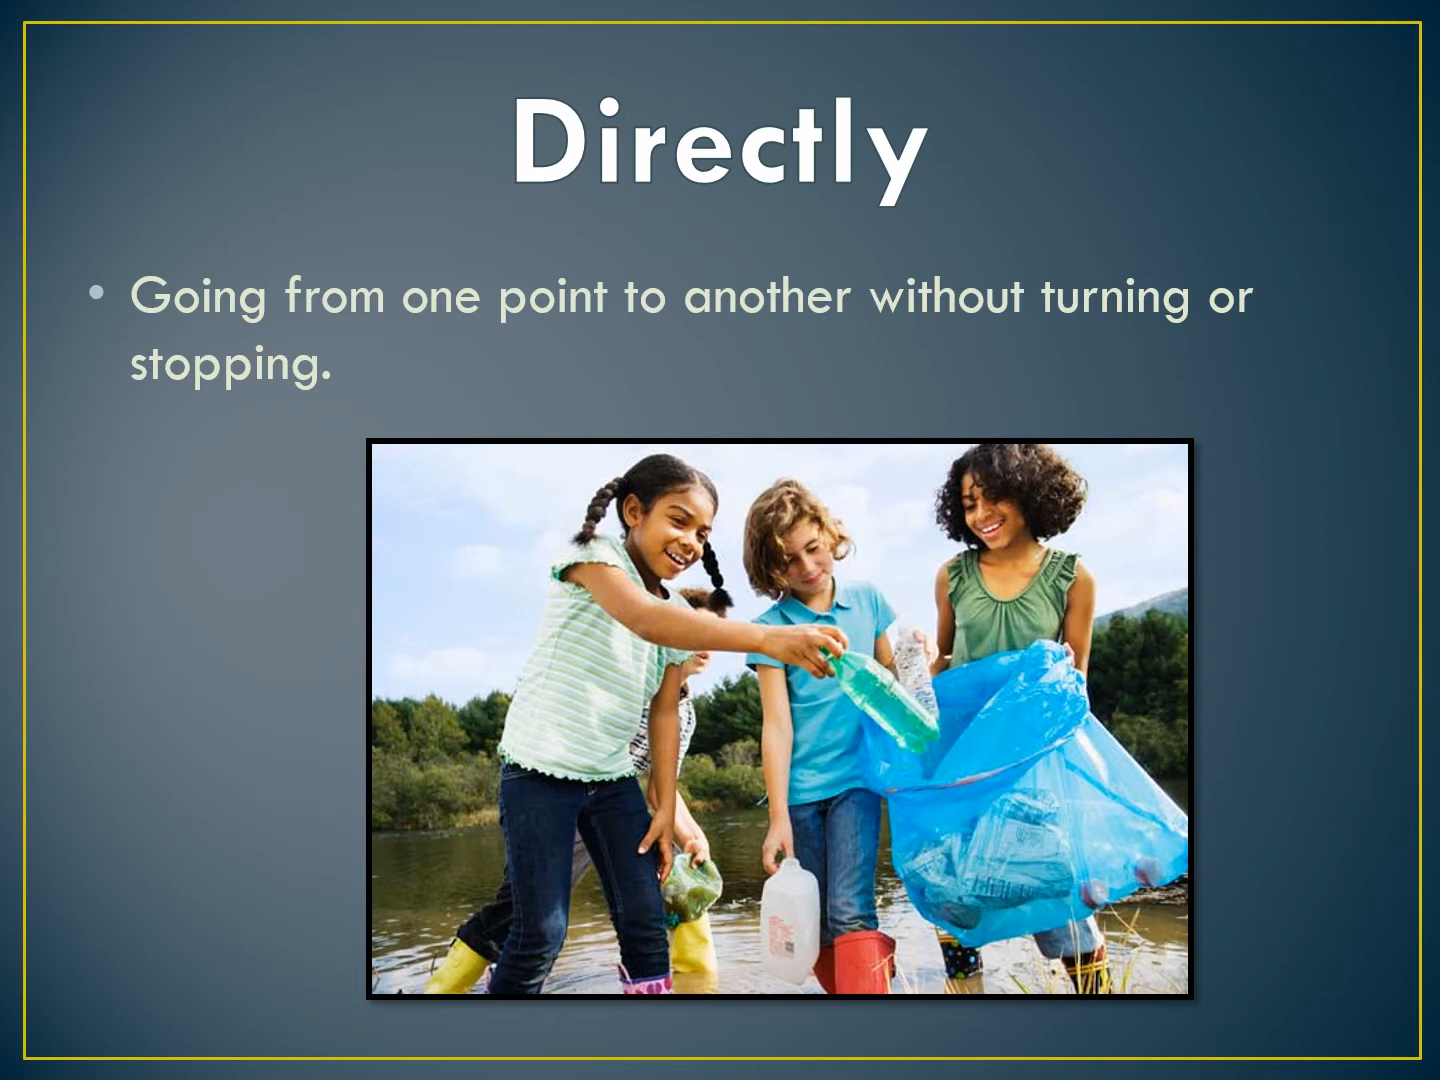 Directly
• Going from one point to another without turning or
stopping.